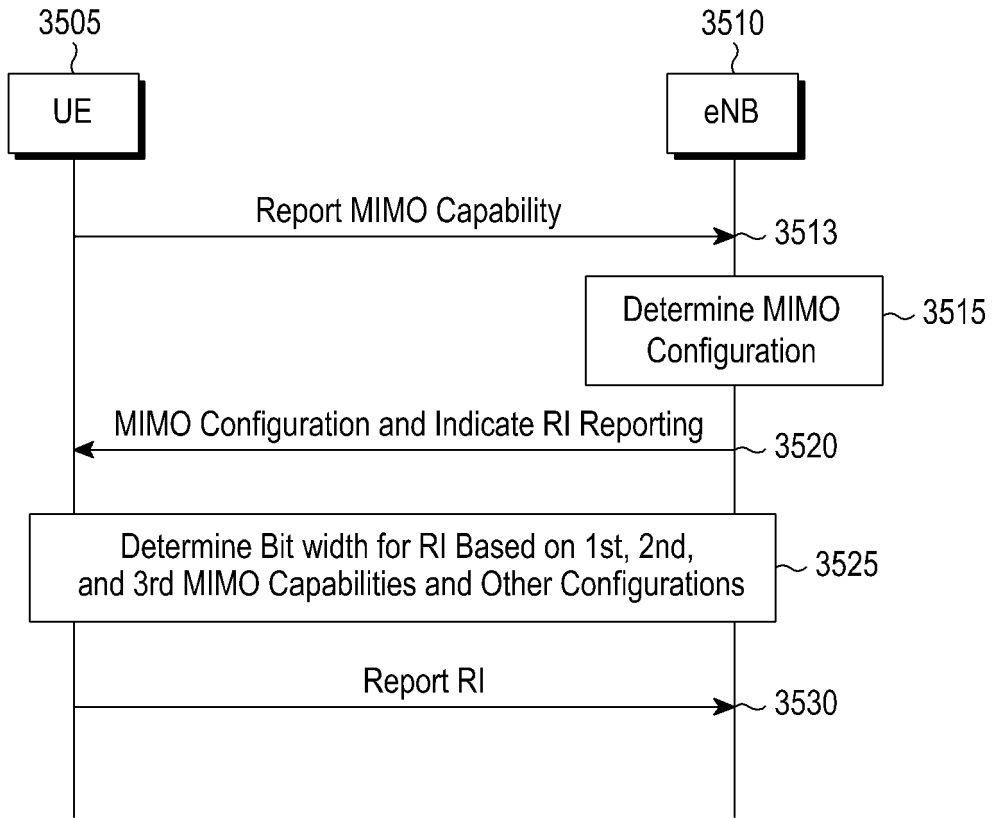 3505
3510
UE
eNB
Report MIMO Capability
3513
Determine MIMO
Configuration
3515
MIMO Configuration and Indicate RI Reporting
3520
Determine Bit width for RI Based on 1st, 2nd,
and 3rd MIMO Capabilities and Other Configurations
3525
Report RI
3530